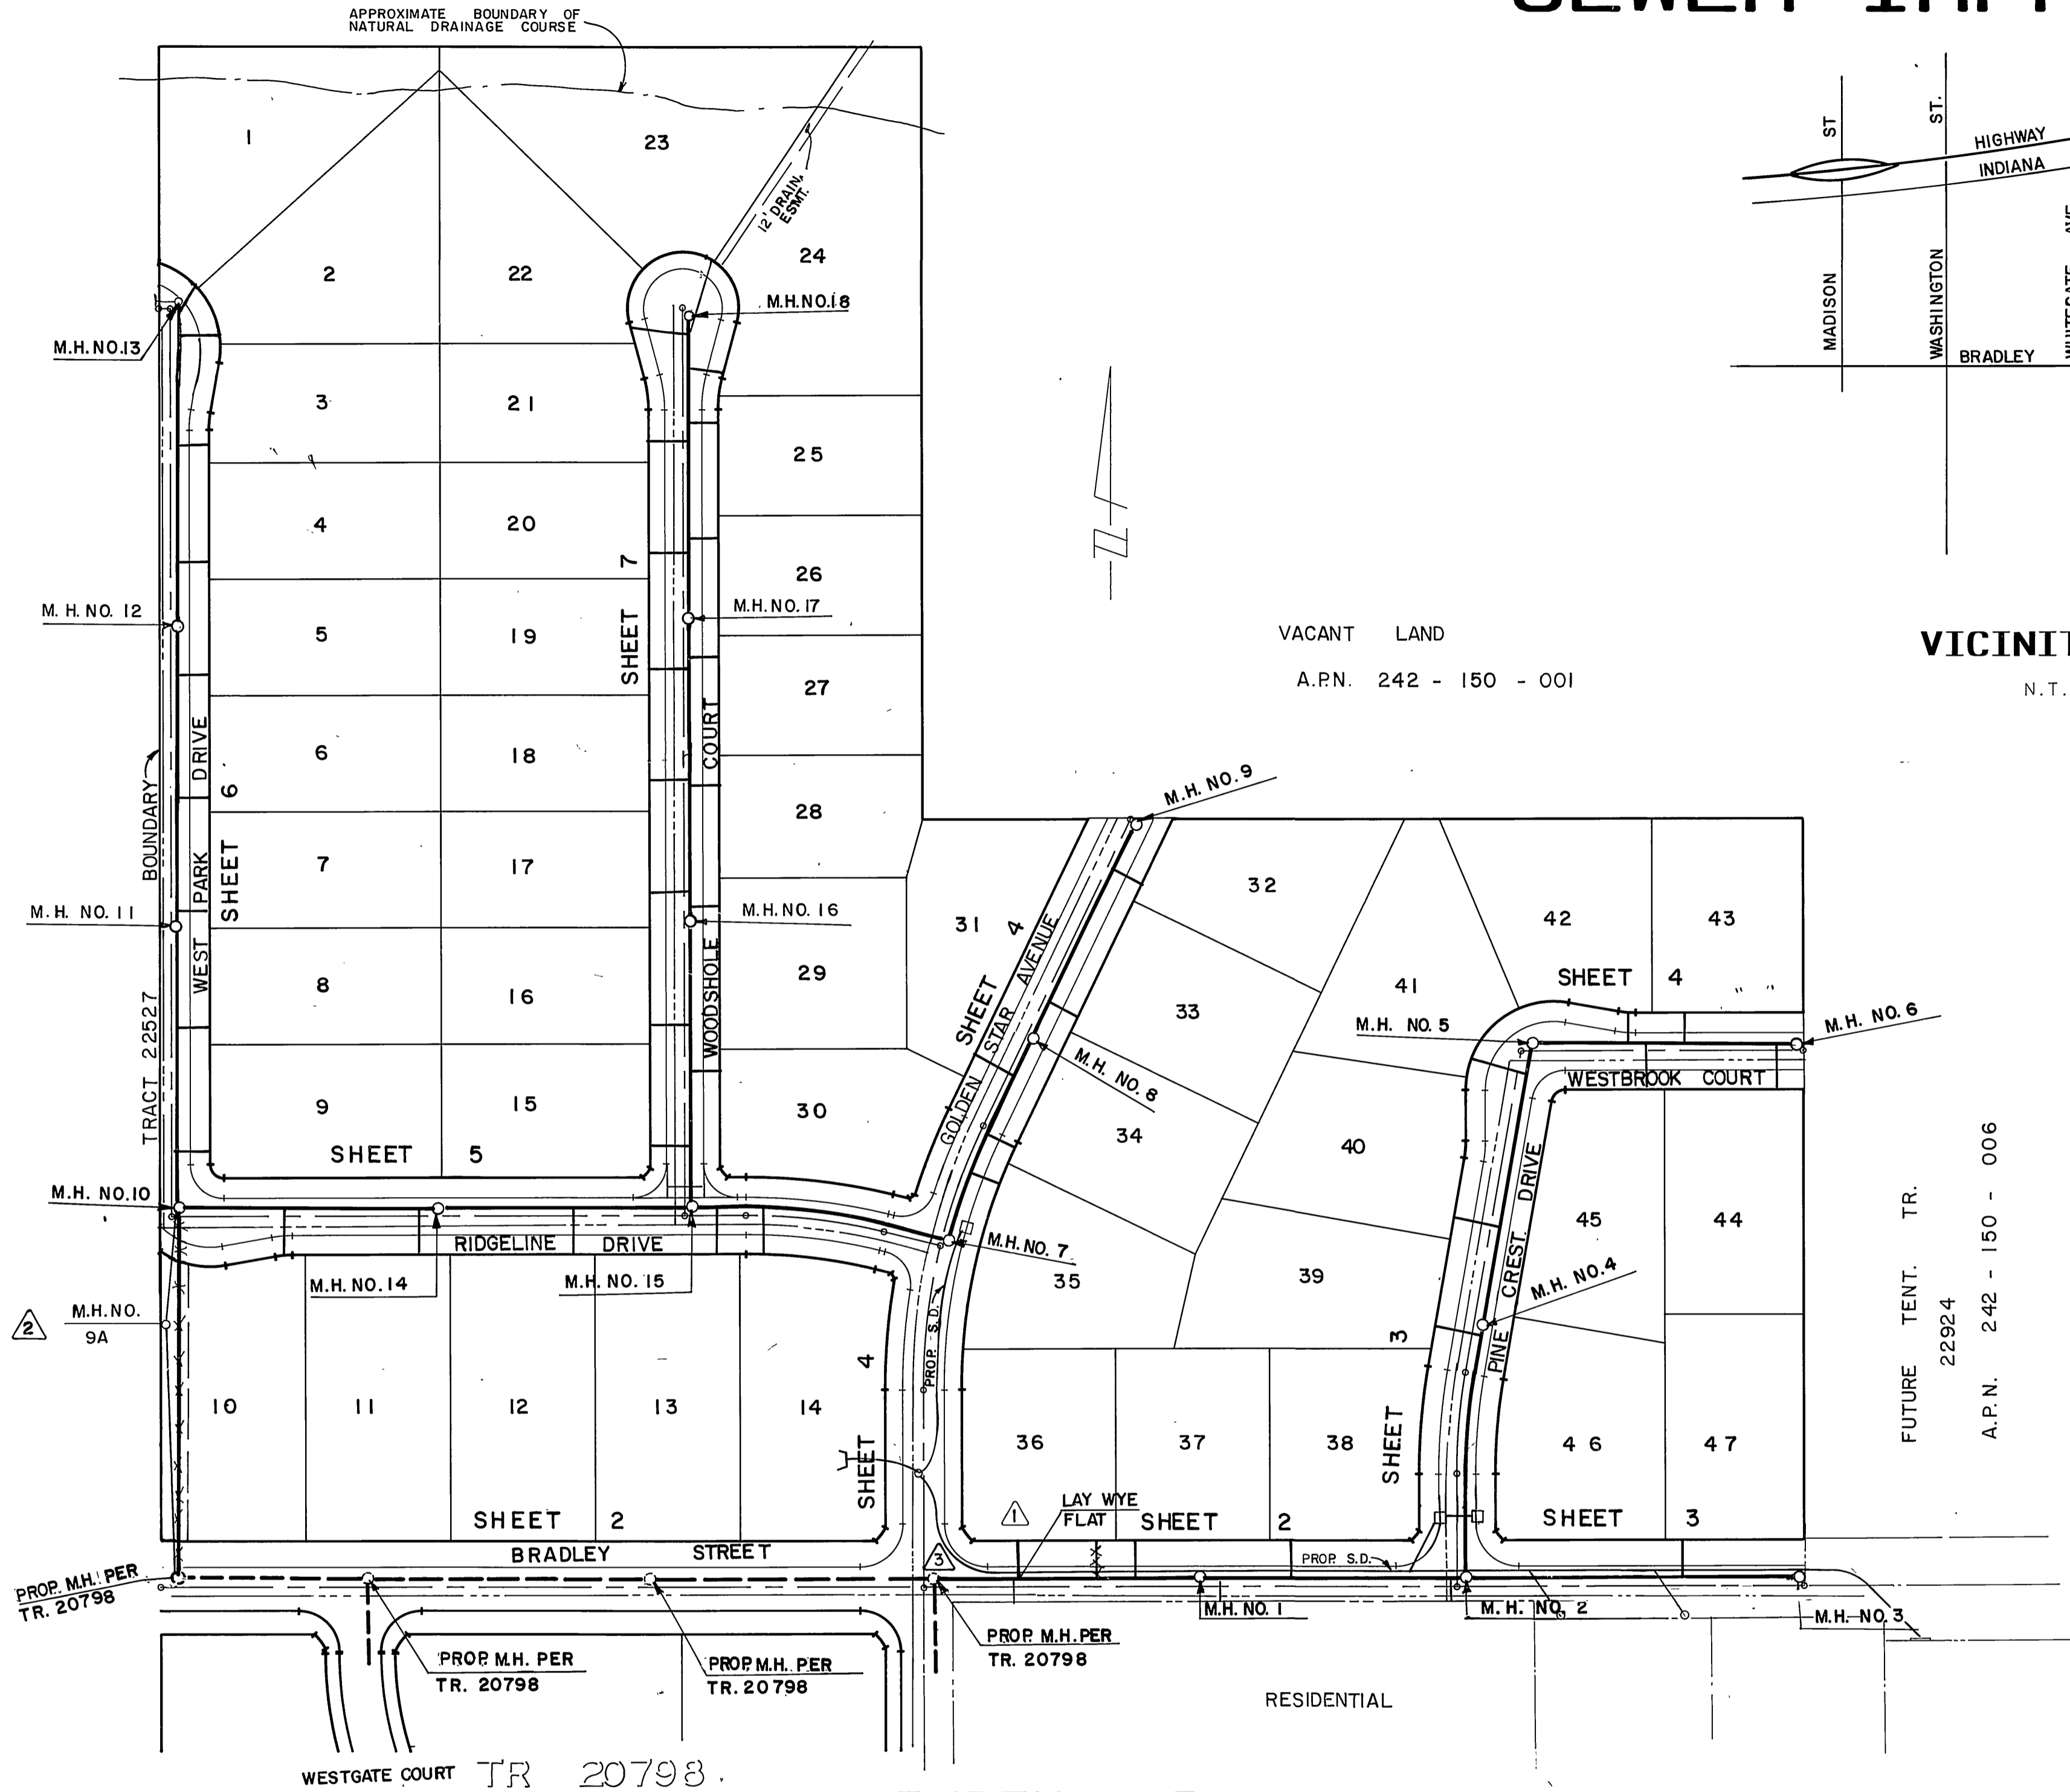 APPROXIMATE BOUNDARY OF
NATURAL DRAINAGE COURSE
ST
ST.
HIGHWAY
INDIANA
MADISON
WASHINGTON
BRADLEY
1
23
12' DRAIN.
ESMT.
24
2
22
M.H.NO.18
M.H.NO.13
3
21
25
4
20
SHEET 7
26
M.H.NO.17
M.H.NO. 12
5
19
VACANT LAND
A.P.N. 242 - 150 - 001
N.T.
27
WEST PARK DRIVE
SHEET 6
6
18
WOODSHOLE COURT
28
M.H. NO. 9
BOUNDARY
TRACT 22527
7
17
M.H. NO. 11
M.H.NO. 16
31
SHEET 4
GOLDEN STAR AVENUE
32
42
43
8
16
29
33
41
SHEET 4
M.H. NO. 5
M.H. NO. 6
WESTBROOK COURT
9
15
30
M.H. NO. 8
34
40
SHEET 5
M.H. NO.10
RIDGELINE DRIVE
M.H. NO. 7
35
39
PINE CREST DRIVE
45
44
M.H. NO.4
M.H.NO.14
M.H. NO. 15
FUTURE TENT. TR.
22924
A.P.N. 242 - 150 - 006
2
M.H.NO.
9A
PROP. S.D.
10
11
12
13
14
SHEET 4
36
37
38
SHEET 3
46
47
SHEET 2
1
LAY WYE
FLAT
SHEET 2
SHEET 3
BRADLEY STREET
3
PROP. S.D.
PROP. M.H. PER
TR. 20798
M.H. NO. 1
M.H. NO. 2
M.H. NO. 3
PROP. M.H. PER
TR. 20798
PROP. M.H. PER
TR. 20798
PROP. M.H. PER
TR. 20798
RESIDENTIAL
WESTGATE COURT
TR 20798